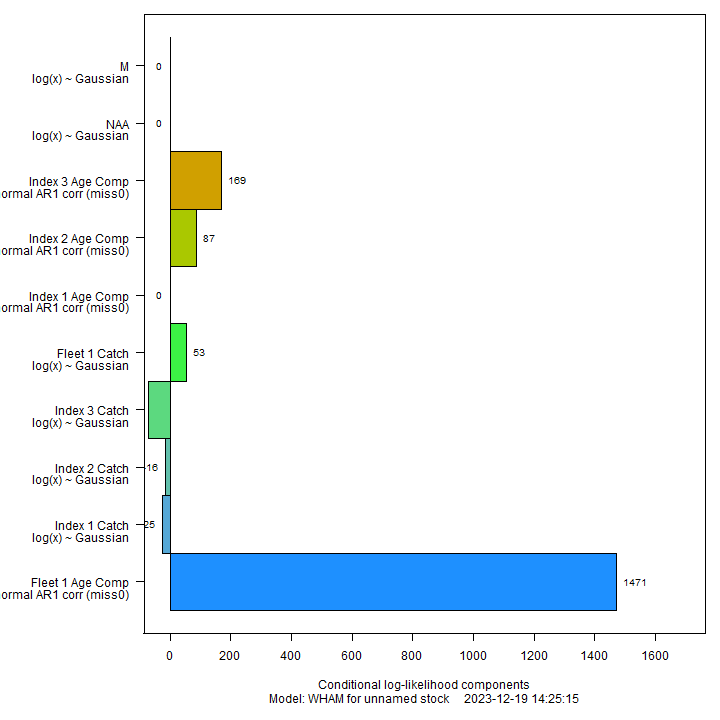 M
log(x) ~ Gaussian
0
NAA
log(x) ~ Gaussian
0
Index 3 Age Comp
ormal AR1 corr (miss0)
169
Index 2 Age Comp
ormal AR1 corr (miss0)
87
Index 1 Age Comp
ormal AR1 corr (miss0)
0
Fleet 1 Catch
log(x) ~ Gaussian
53
Index 3 Catch
log(x) ~ Gaussian
Index 2 Catch
log(x) ~ Gaussian
-16
Index 1 Catch
log(x) ~ Gaussian
25
Fleet 1 Age Comp
ormal AR1 corr (miss0)
1471
0 200 400 600 800 1000 1200 1400 1600
Conditional log-likelihood components
Model: WHAM for unnamed stock 2023-12-19 14:25:15